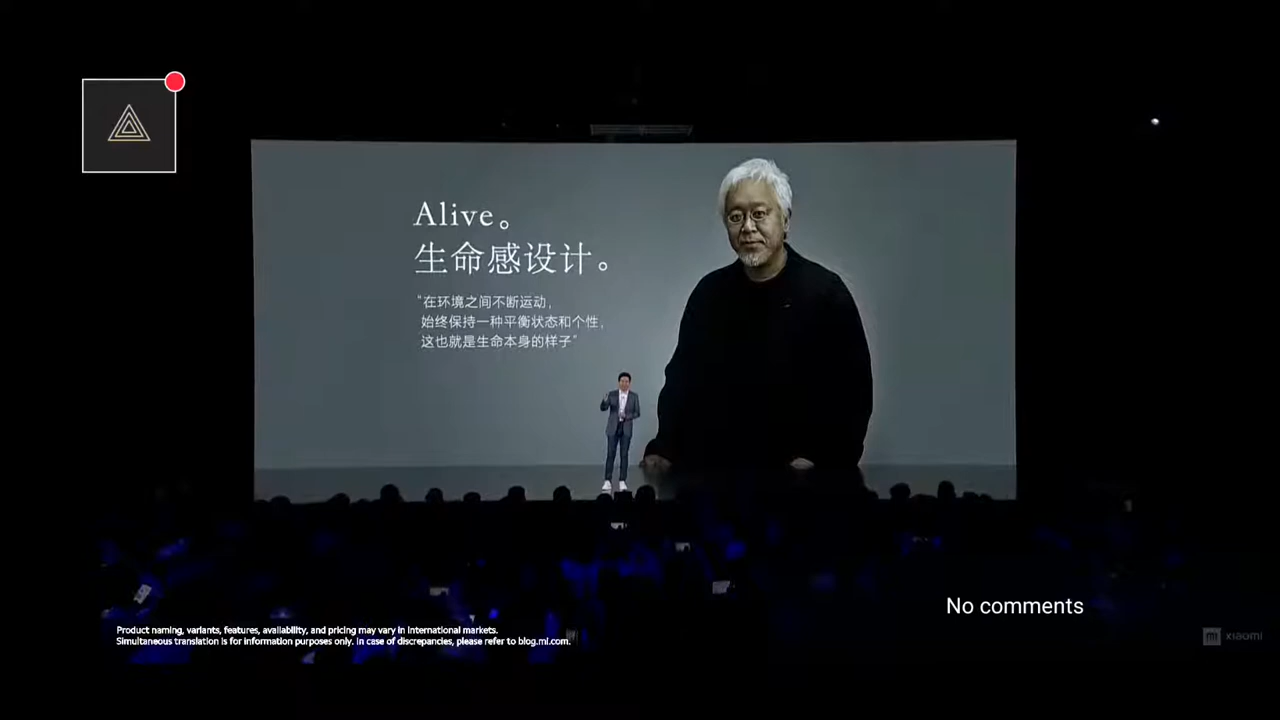 Alive。
生命感设计。
“在环境之间不断运动，
始终保持一种平衡状态和个性，
这也就是生命本身的样子”
No comments
Product naming, variants, features, availability, and pricing may vary in international markets.
Simultaneous translation is for information purposes only. In case of discrepancies, please refer to blog.mi.com.
mi xiaomi